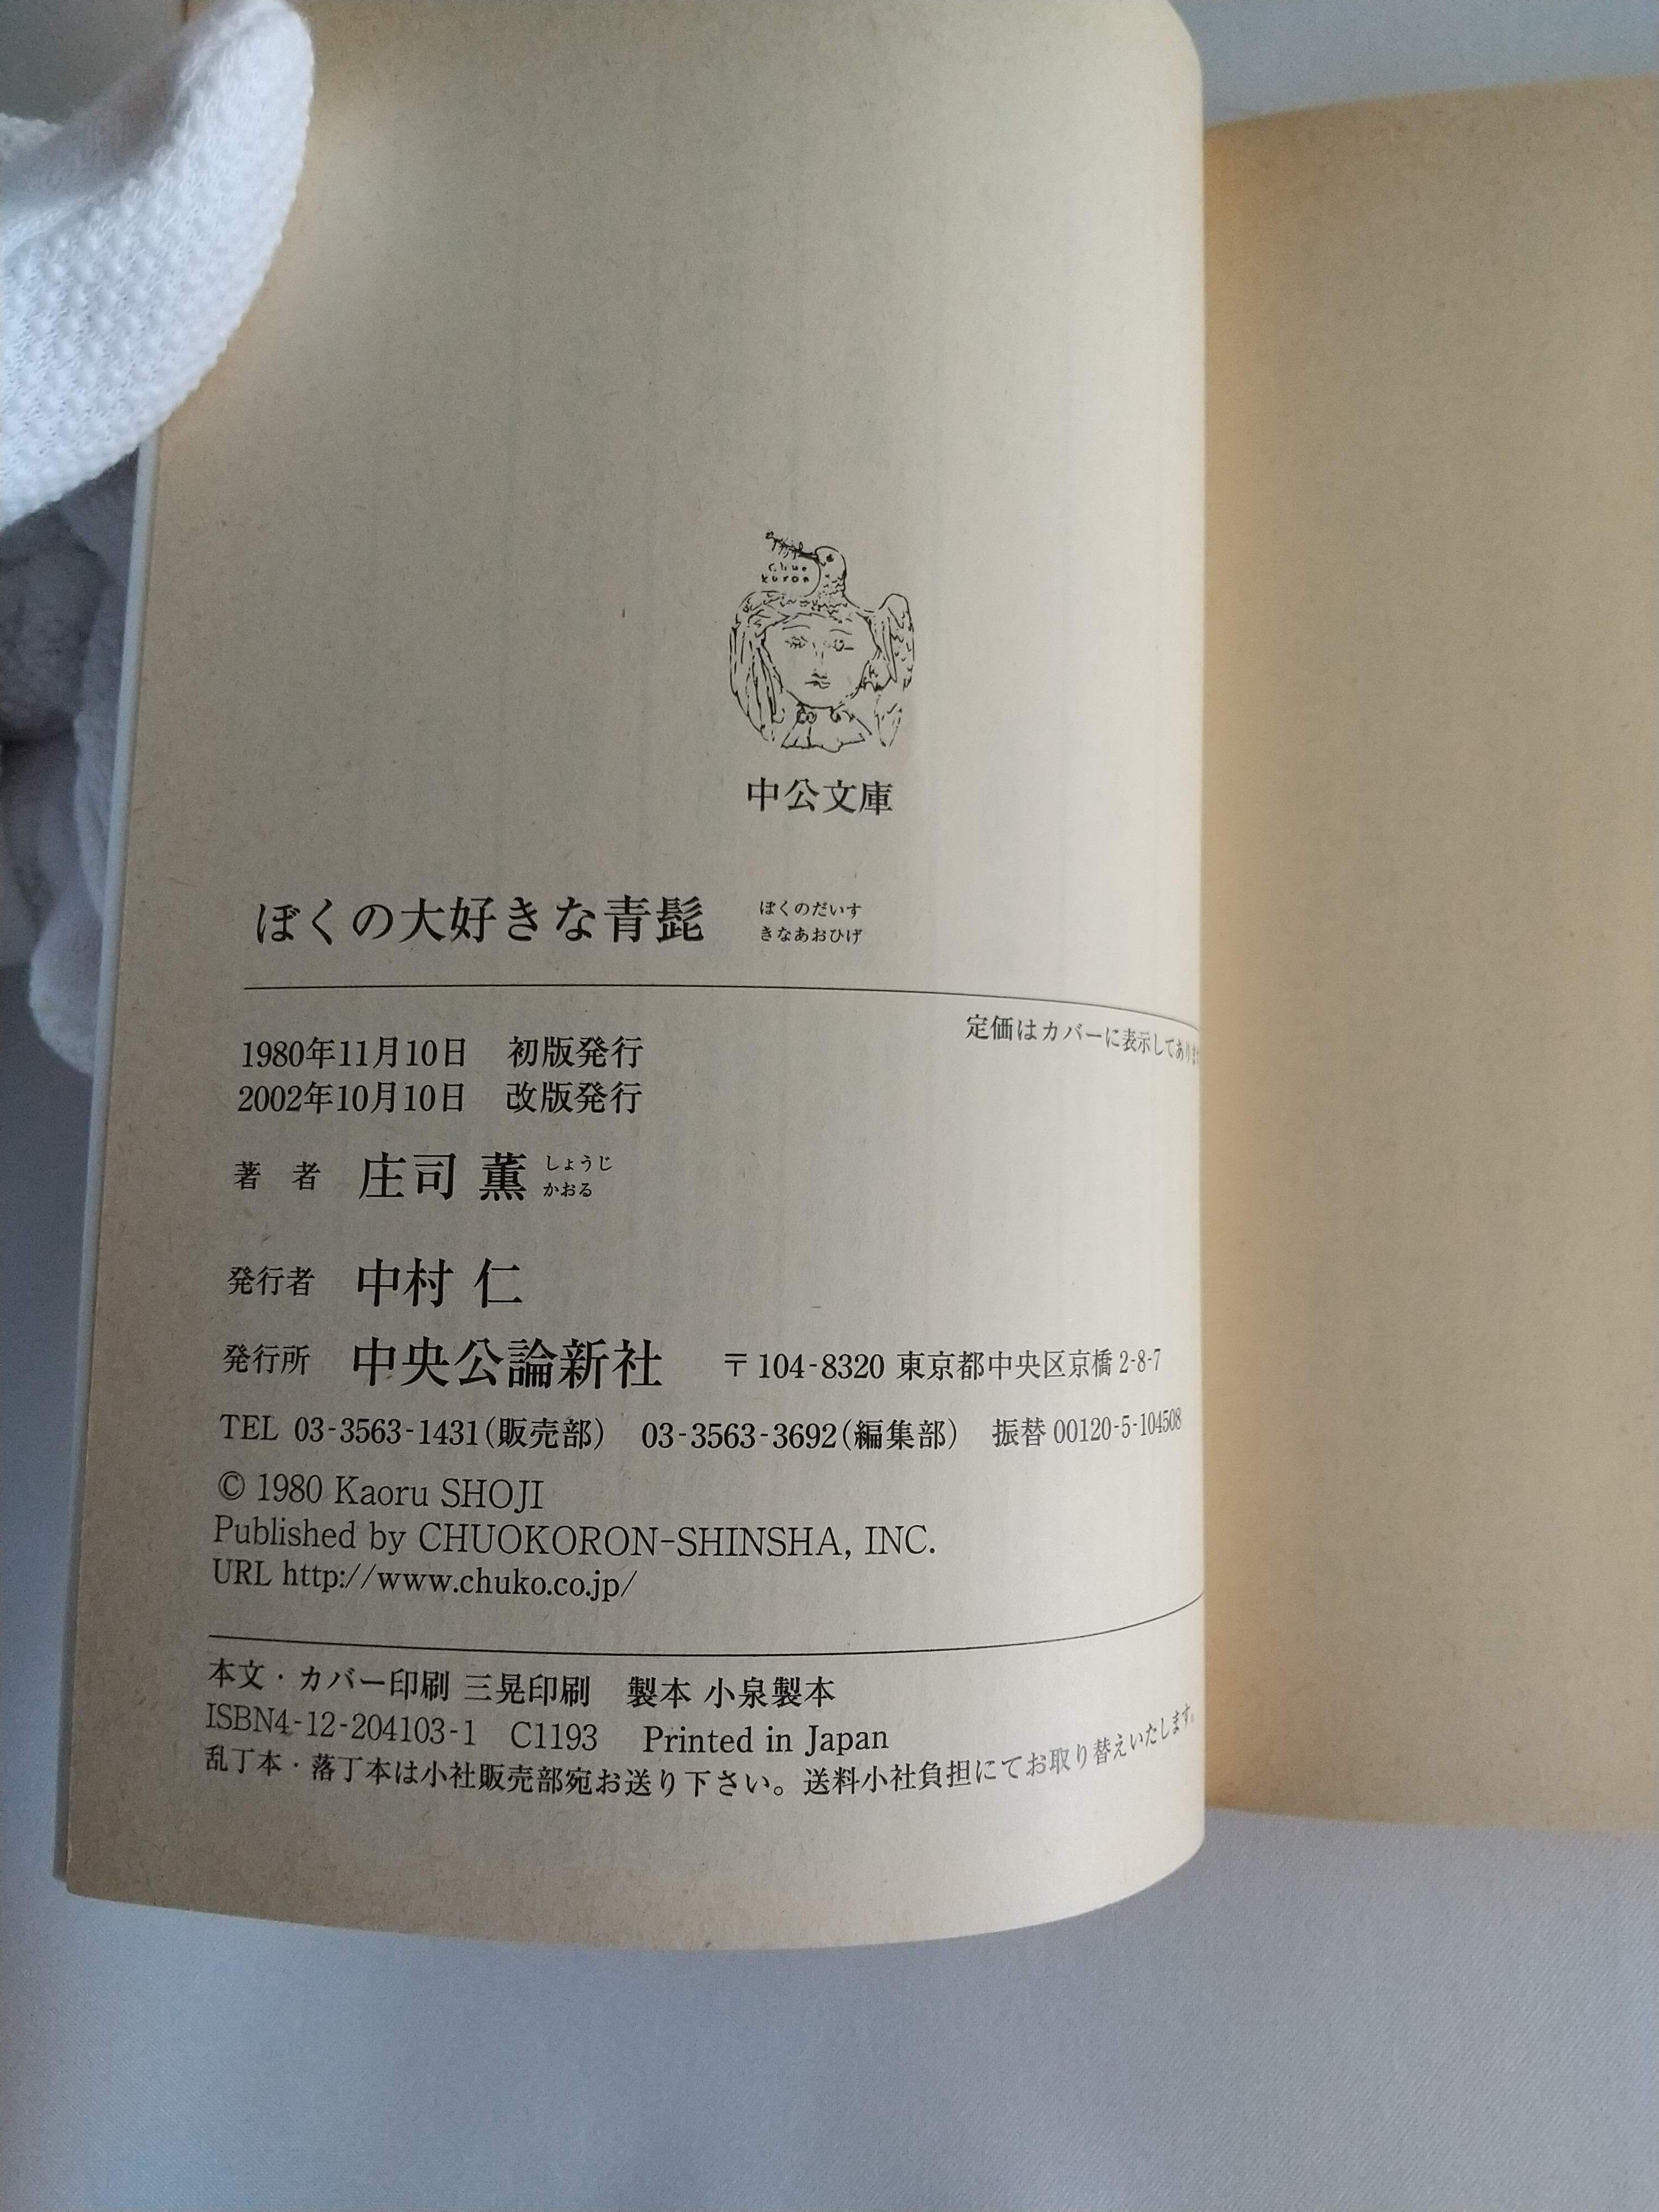 Chuo
kuron
中公文庫
ぼくの大好きな青髭 ぼくのだいす
きなあおひげ
定価はカバーに表示してありま
1980年11月10日 初版発行
2002年10月10日 改版発行
著 者 庄司 薫 しょうじ
かおる
発行者 中村 仁
発行所 中央公論新社 〒104-8320 東京都中央区京橋 2-8-7
TEL 03-3563-1431(販売部) 03-3563-3692(編集部) 振替 00120-5-104508
© 1980 Kaoru SHOJI
Published by CHUOKORON-SHINSHA, INC.
URL http://www.chuko.co.jp/
本文・カバー印刷 三晃印刷 製本 小泉製本
ISBN4-12-204103-1 C1193 Printed in Japan
乱丁本・落丁本は小社販売部宛お送り下さい。送料小社負担にてお取り替えいたします。